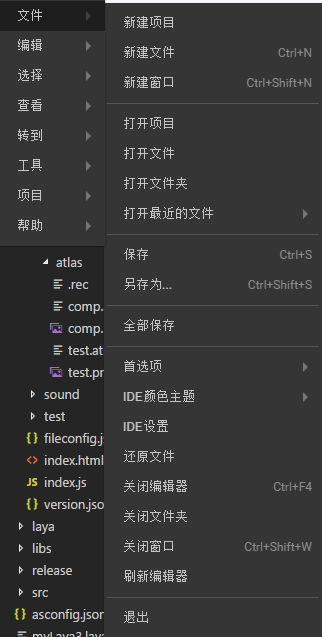 文件
编辑
选择
查看
转到
工具
项目
帮助
新建项目
新建文件 Ctrl+N
新建窗口 Ctrl+Shift+N
打开项目
打开文件
打开文件夹
打开最近的文件
保存 Ctrl+S
另存为... Ctrl+Shift+S
全部保存
首选项
IDE颜色主题
IDE设置
还原文件
关闭编辑器 Ctrl+F4
关闭文件夹
关闭窗口 Ctrl+Shift+W
刷新编辑器
退出
atlas
.rec
comp.
comp.
test.at
test.pr
sound
test
fileconfig.js
index.html
index.js
version.json
laya
libs
release
src
asconfig.json